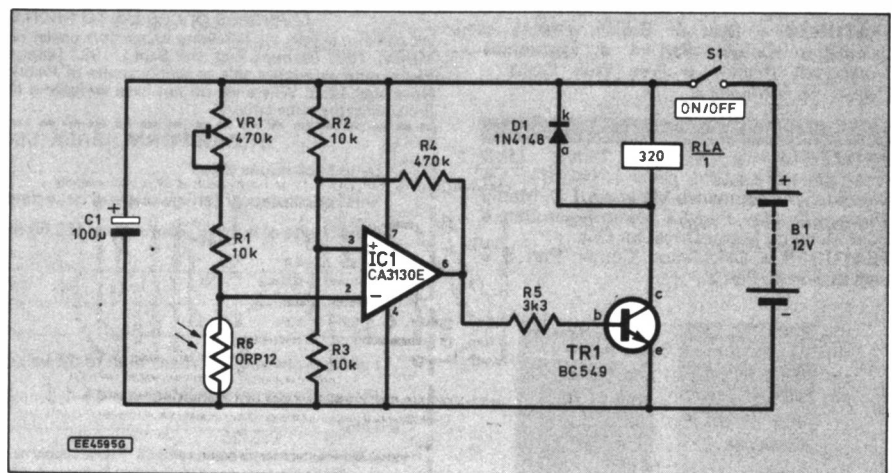 S1
ON/OFF
VR1
470k
R2
10k
R4
470k
D1
1N4148
k
a
320
RLA
1
+
C1
100µ
R1
10k
3
+
7
IC1
CA3130E
6
2
−
4
+
B1
12V
−
R5
3k3
b
c
e
TR1
BC549
R6
ORP12
R3
10k
EE4595G